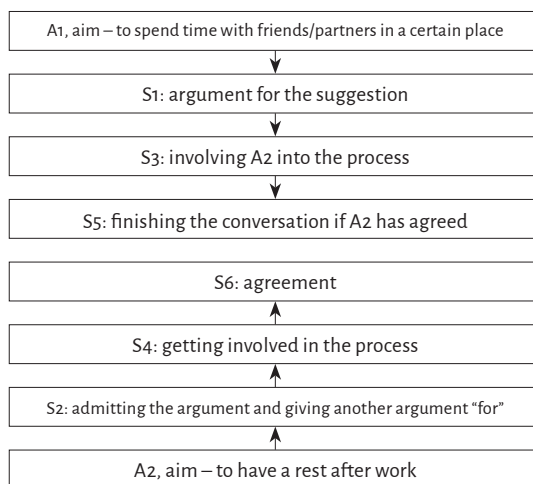 A1, aim – to spend time with friends/partners in a certain place
S1: argument for the suggestion
S3: involving A2 into the process
S5: finishing the conversation if A2 has agreed
S6: agreement
S4: getting involved in the process
S2: admitting the argument and giving another argument “for”
A2, aim – to have a rest after work